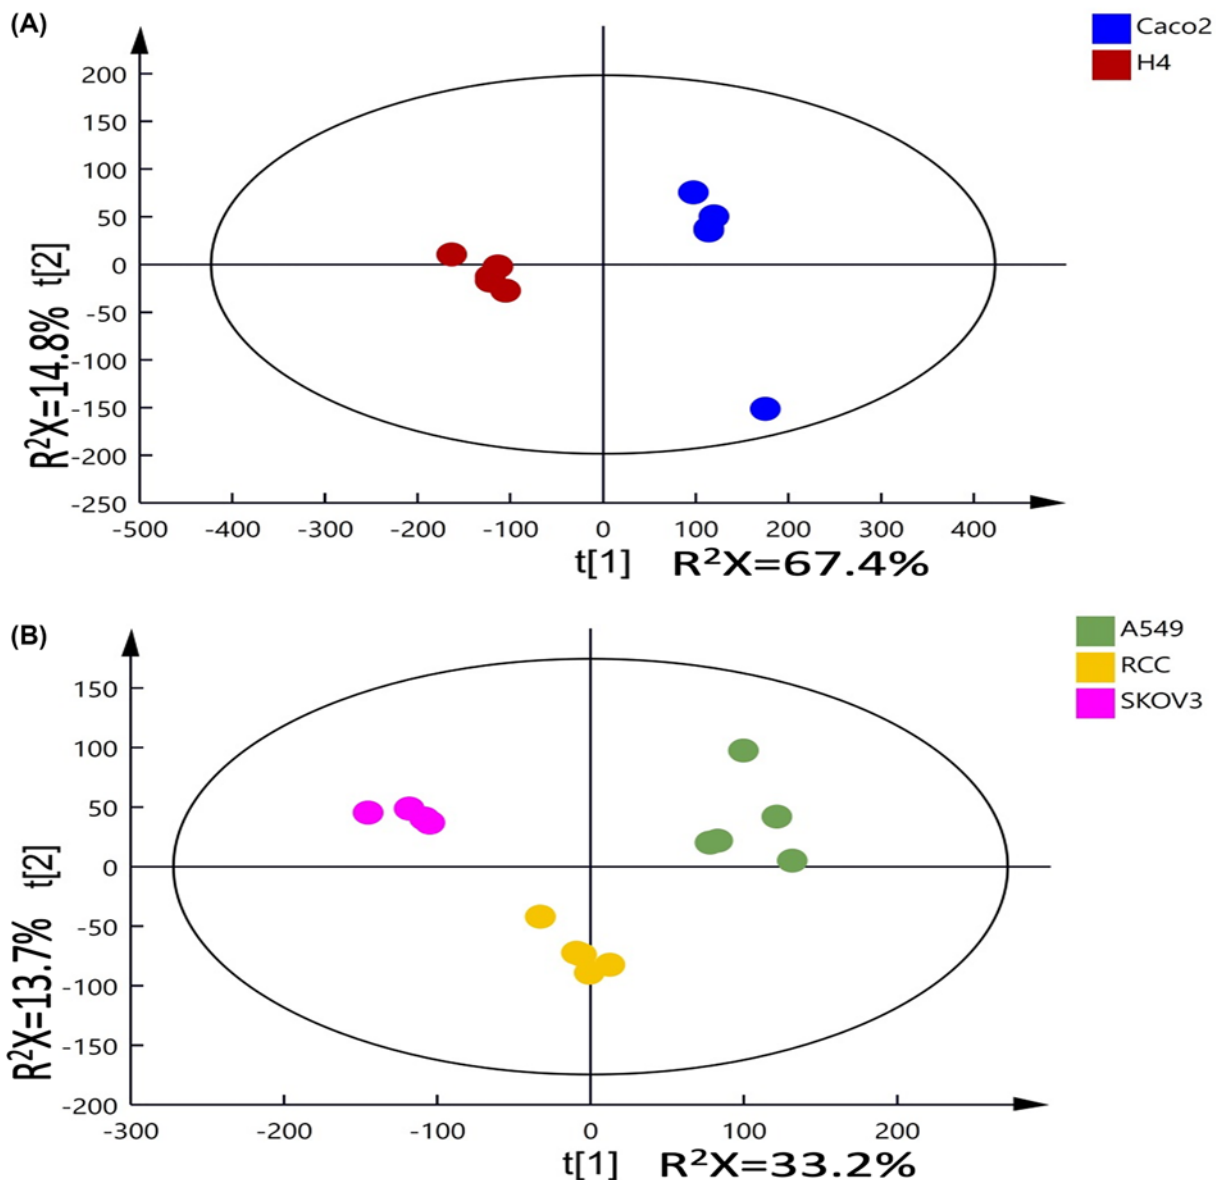 (A)
Caco2
H4
200
150
100
50
0
-50
-100
-150
-200
-250
R²X=14.8% t[2]
-500 -400 -300 -200 -100 0 100 200 300 400
t[1] R²X=67.4%
(B)
A549
RCC
SKOV3
150
100
50
0
-50
-100
-150
-200
R²X=13.7% t[2]
-300 -200 -100 0 100 200
t[1] R²X=33.2%